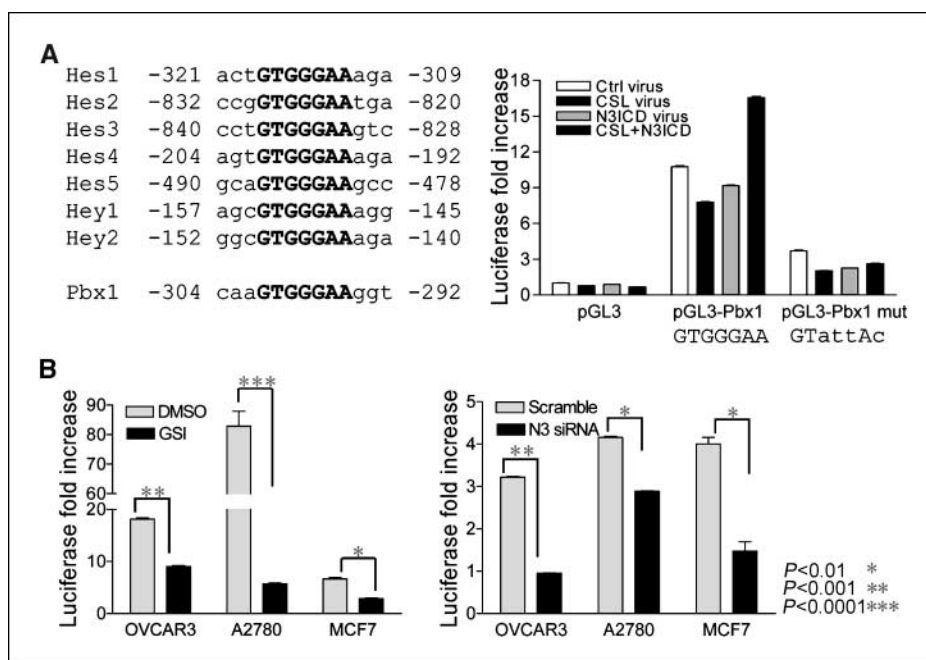 A
Hes1 -321 actGTGGGAAaga -309
Hes2 -832 ccgGTGGGAAtga -820
Hes3 -840 cctGTGGGAAgtc -828
Hes4 -204 agtGTGGGAAaga -192
Hes5 -490 gcaGTGGGAAgcc -478
Hey1 -157 agcGTGGGAAagg -145
Hey2 -152 ggcGTGGGAAaga -140
Pbx1 -304 caaGTGGGAAggt -292
Luciferase fold increase
18
15
12
9
6
3
0
Ctrl virus
CSL virus
N3ICD virus
CSL+N3ICD
pGL3 pGL3-Pbx1 pGL3-Pbx1 mut
GTGGGAA GTattAc
B
Luciferase fold increase
90
80
70
60
20
10
0
DMSO
GSI
**
***
*
OVCAR3 A2780 MCF7
Luciferase fold increase
5
4
3
2
1
0
Scramble
N3 siRNA
**
*
*
OVCAR3 A2780 MCF7
P<0.01 *
P<0.001 **
P<0.0001***